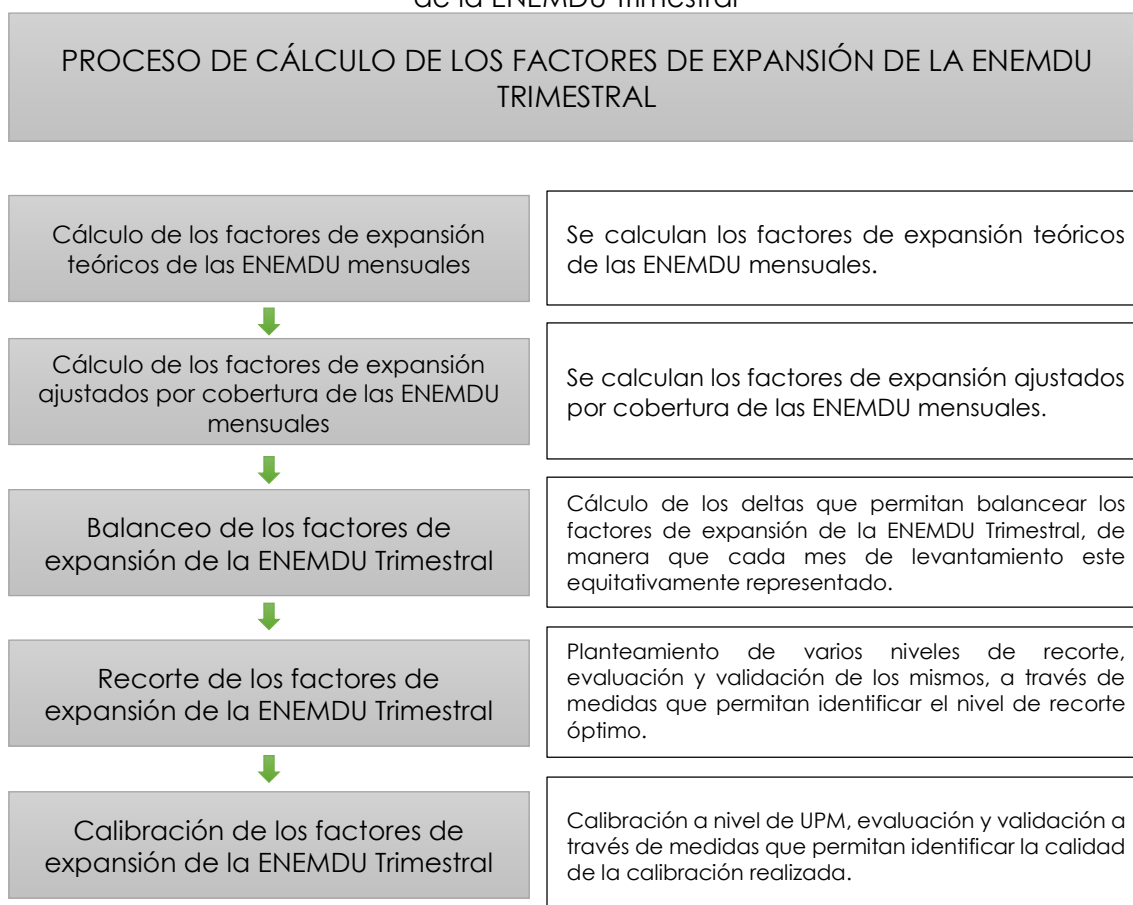 de la ENEMDU Trimestral
PROCESO DE CÁLCULO DE LOS FACTORES DE EXPANSIÓN DE LA ENEMDU
TRIMESTRAL
Cálculo de los factores de expansión
teóricos de las ENEMDU mensuales
Se calculan los factores de expansión teóricos
de las ENEMDU mensuales.
Cálculo de los factores de expansión
ajustados por cobertura de las ENEMDU
mensuales
Se calculan los factores de expansión ajustados
por cobertura de las ENEMDU mensuales.
Balanceo de los factores de
expansión de la ENEMDU Trimestral
Cálculo de los deltas que permitan balancear los
factores de expansión de la ENEMDU Trimestral, de
manera que cada mes de levantamiento este
equitativamente representado.
Recorte de los factores de
expansión de la ENEMDU Trimestral
Planteamiento de varios niveles de recorte,
evaluación y validación de los mismos, a través de
medidas que permitan identificar el nivel de recorte
óptimo.
Calibración de los factores de
expansión de la ENEMDU Trimestral
Calibración a nivel de UPM, evaluación y validación a
través de medidas que permitan identificar la calidad
de la calibración realizada.